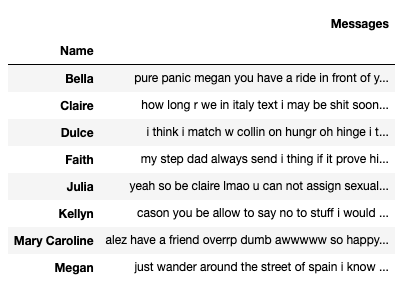 Messages
Name
Bella pure panic megan you have a ride in front of y...
Claire how long r we in italy text i may be shit soon...
Dulce i think i match w collin on hungr oh hinge i t...
Faith my step dad always send i thing if it prove hi...
Julia yeah so be claire lmao u can not assign sexual...
Kellyn cason you be allow to say no to stuff i would ...
Mary Caroline alez have a friend overrp dumb awwwww so happy...
Megan just wander around the street of spain i know ...